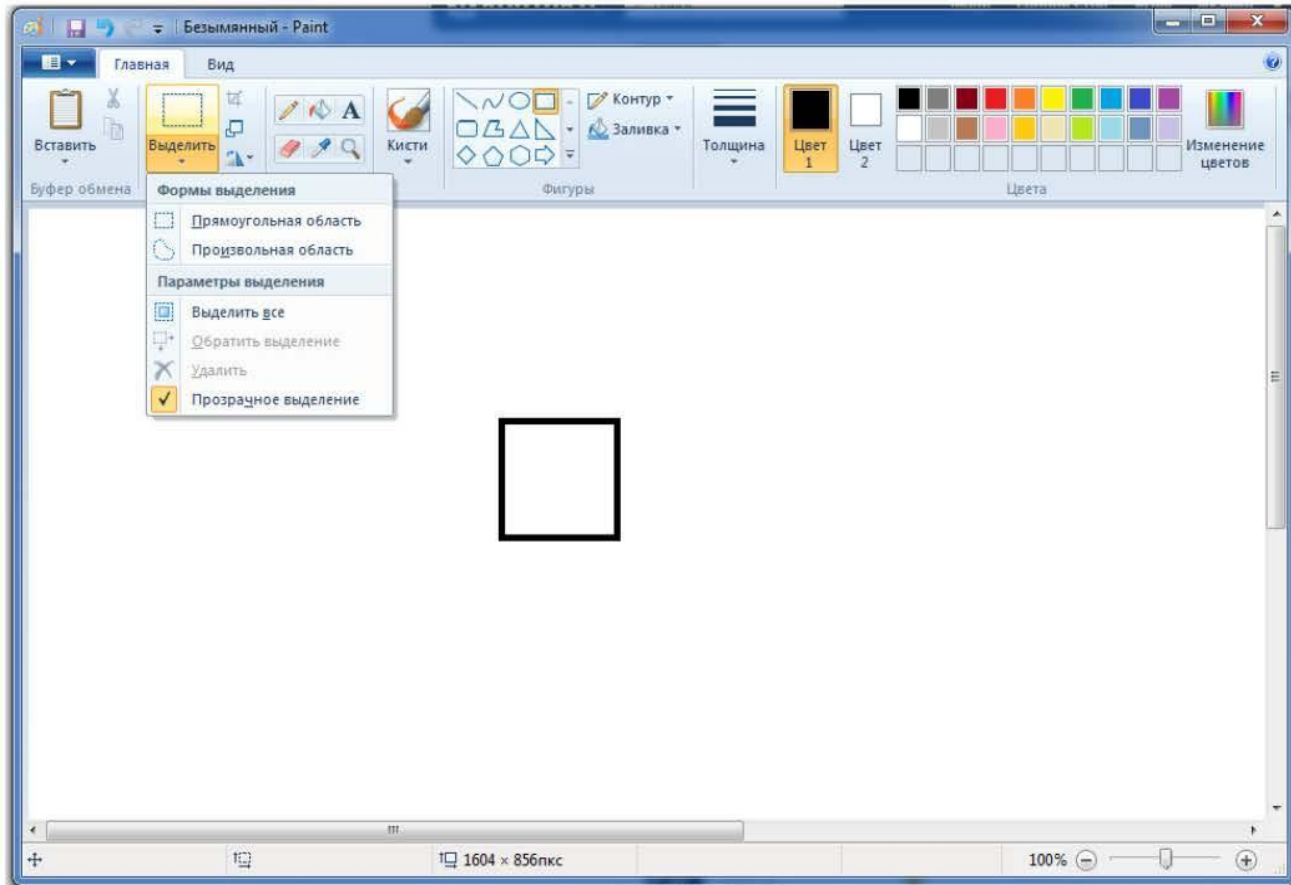 Безымянный - Paint
Главная Вид
Вставить
Выделить
A
Кисти
Контур
Заливка
Толщина
Цвет 1
Цвет 2
Изменение цветов
Буфер обмена
Фигуры
Цвета
Формы выделения
Прямоугольная область
Произвольная область
Параметры выделения
Выделить все
Обратить выделение
Удалить
Прозрачное выделение
1604 × 856пкс
100%